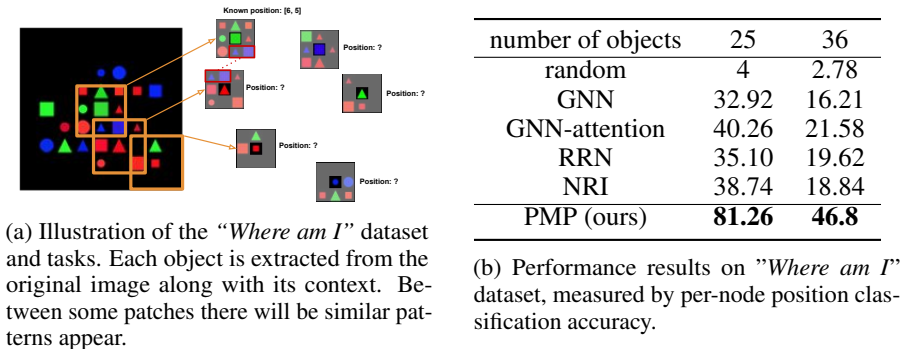 Known position: [6, 5]
Position: ?
Position: ?
Position: ?
Position: ?
Position: ?
(a) Illustration of the "Where am I" dataset
and tasks. Each object is extracted from the
original image along with its context. Be-
tween some patches there will be similar pat-
terns appear.
number of objects 25 36
random 4 2.78
GNN 32.92 16.21
GNN-attention 40.26 21.58
RRN 35.10 19.62
NRI 38.74 18.84
PMP (ours) 81.26 46.8
(b) Performance results on "Where am I"
dataset, measured by per-node position clas-
sification accuracy.